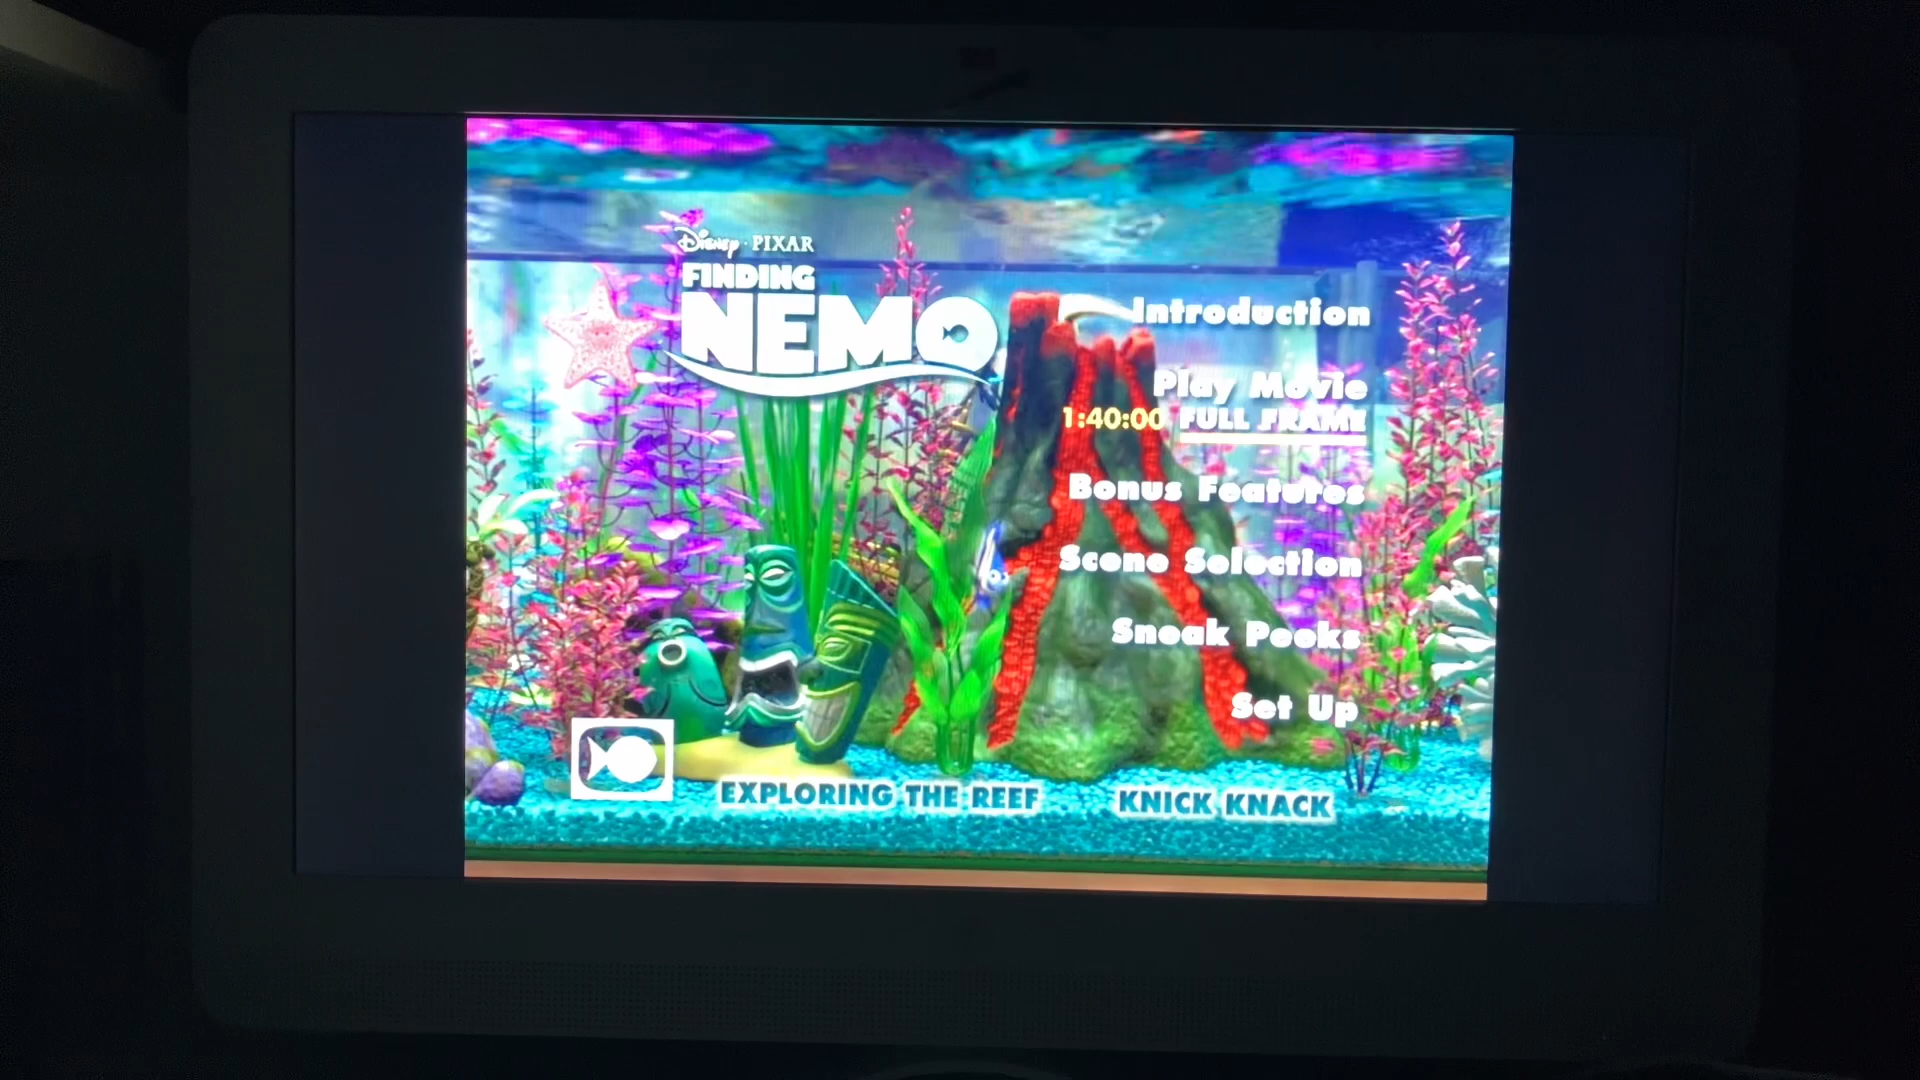 Disney · PIXAR
FINDING
NEMO
Introduction
Play Movie
1:40:00 FULL FRAME
Bonus Features
Scene Selection
Sneak Peeks
Set Up
EXPLORING THE REEF
KNICK KNACK